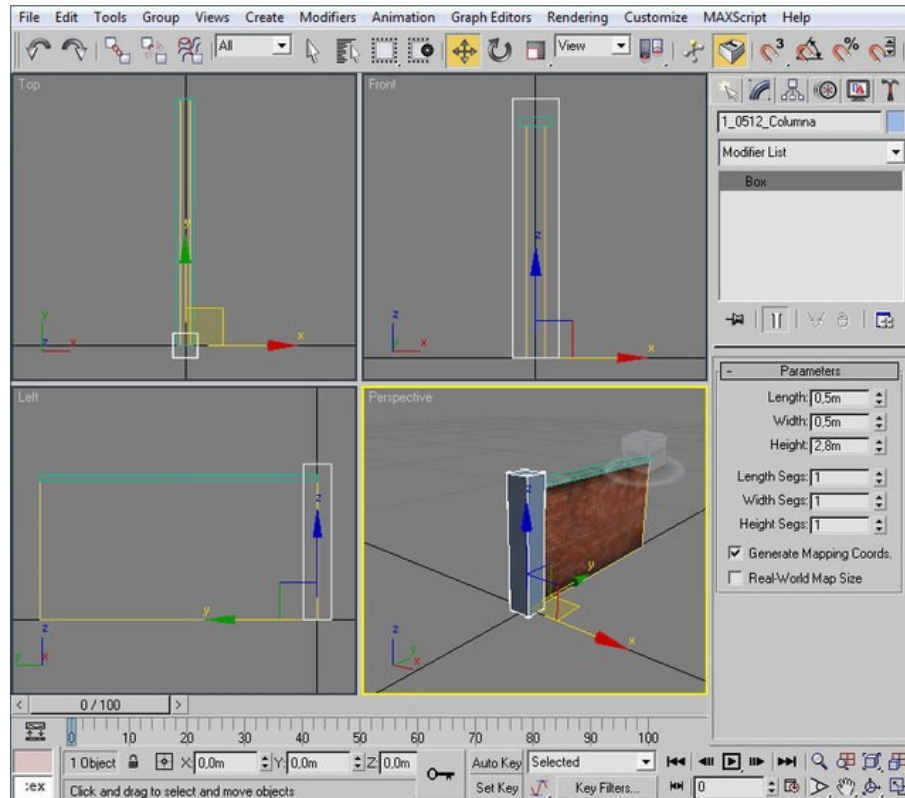 File Edit Tools Group Views Create Modifiers Animation Graph Editors Rendering Customize MAXScript Help
All
View
Top
Front
1_0512_Columna
Modifier List
Box
y
x
z
x
y
z
x
z
x
Left
Perspective
- Parameters
Length: 0,5m
Width: 0,5m
Height: 2,8m
Length Segs: 1
Width Segs: 1
Height Segs: 1
Generate Mapping Coords.
Real-World Map Size
z
y
z
y
z
y
x
z
y
x
< 0 / 100 >
0 10 20 30 40 50 60 70 80 90 100
1 Object X: 0,0m Y: 0,0m Z: 0,0m Auto Key Selected
:ex Click and drag to select and move objects Set Key Key Filters... 0